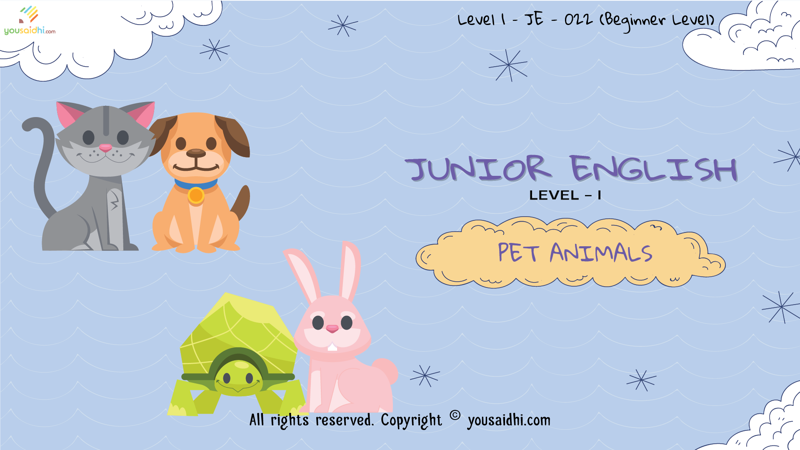 yousaidhi.com
Level 1 - JE - 022 (Beginner Level)
JUNIOR ENGLISH
LEVEL - I
PET ANIMALS
All rights reserved. Copyright © yousaidhi.com